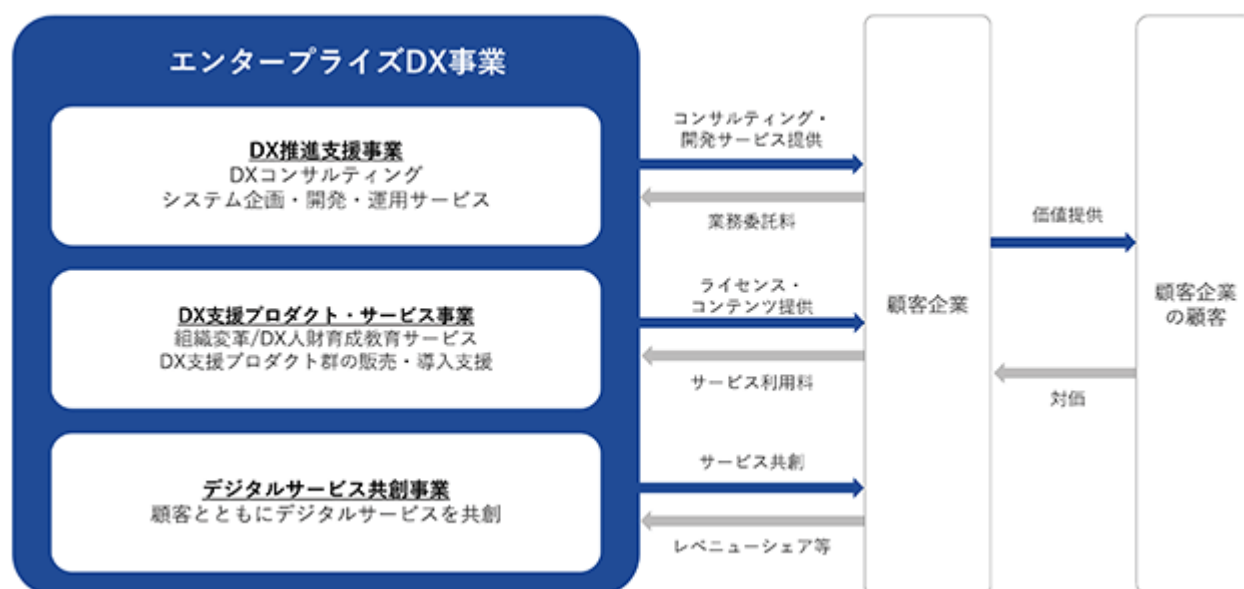 エンタープライズDX事業
DX推進支援事業
DXコンサルティング
システム企画・開発・運用サービス
コンサルティング・
開発サービス提供
業務委託料
DX支援プロダクト・サービス事業
組織変革/DX人財育成教育サービス
DX支援プロダクト群の販売・導入支援
ライセンス・
コンテンツ提供
サービス利用料
デジタルサービス共創事業
顧客とともにデジタルサービスを共創
サービス共創
レベニューシェア等
顧客企業
価値提供
対価
顧客企業
の顧客